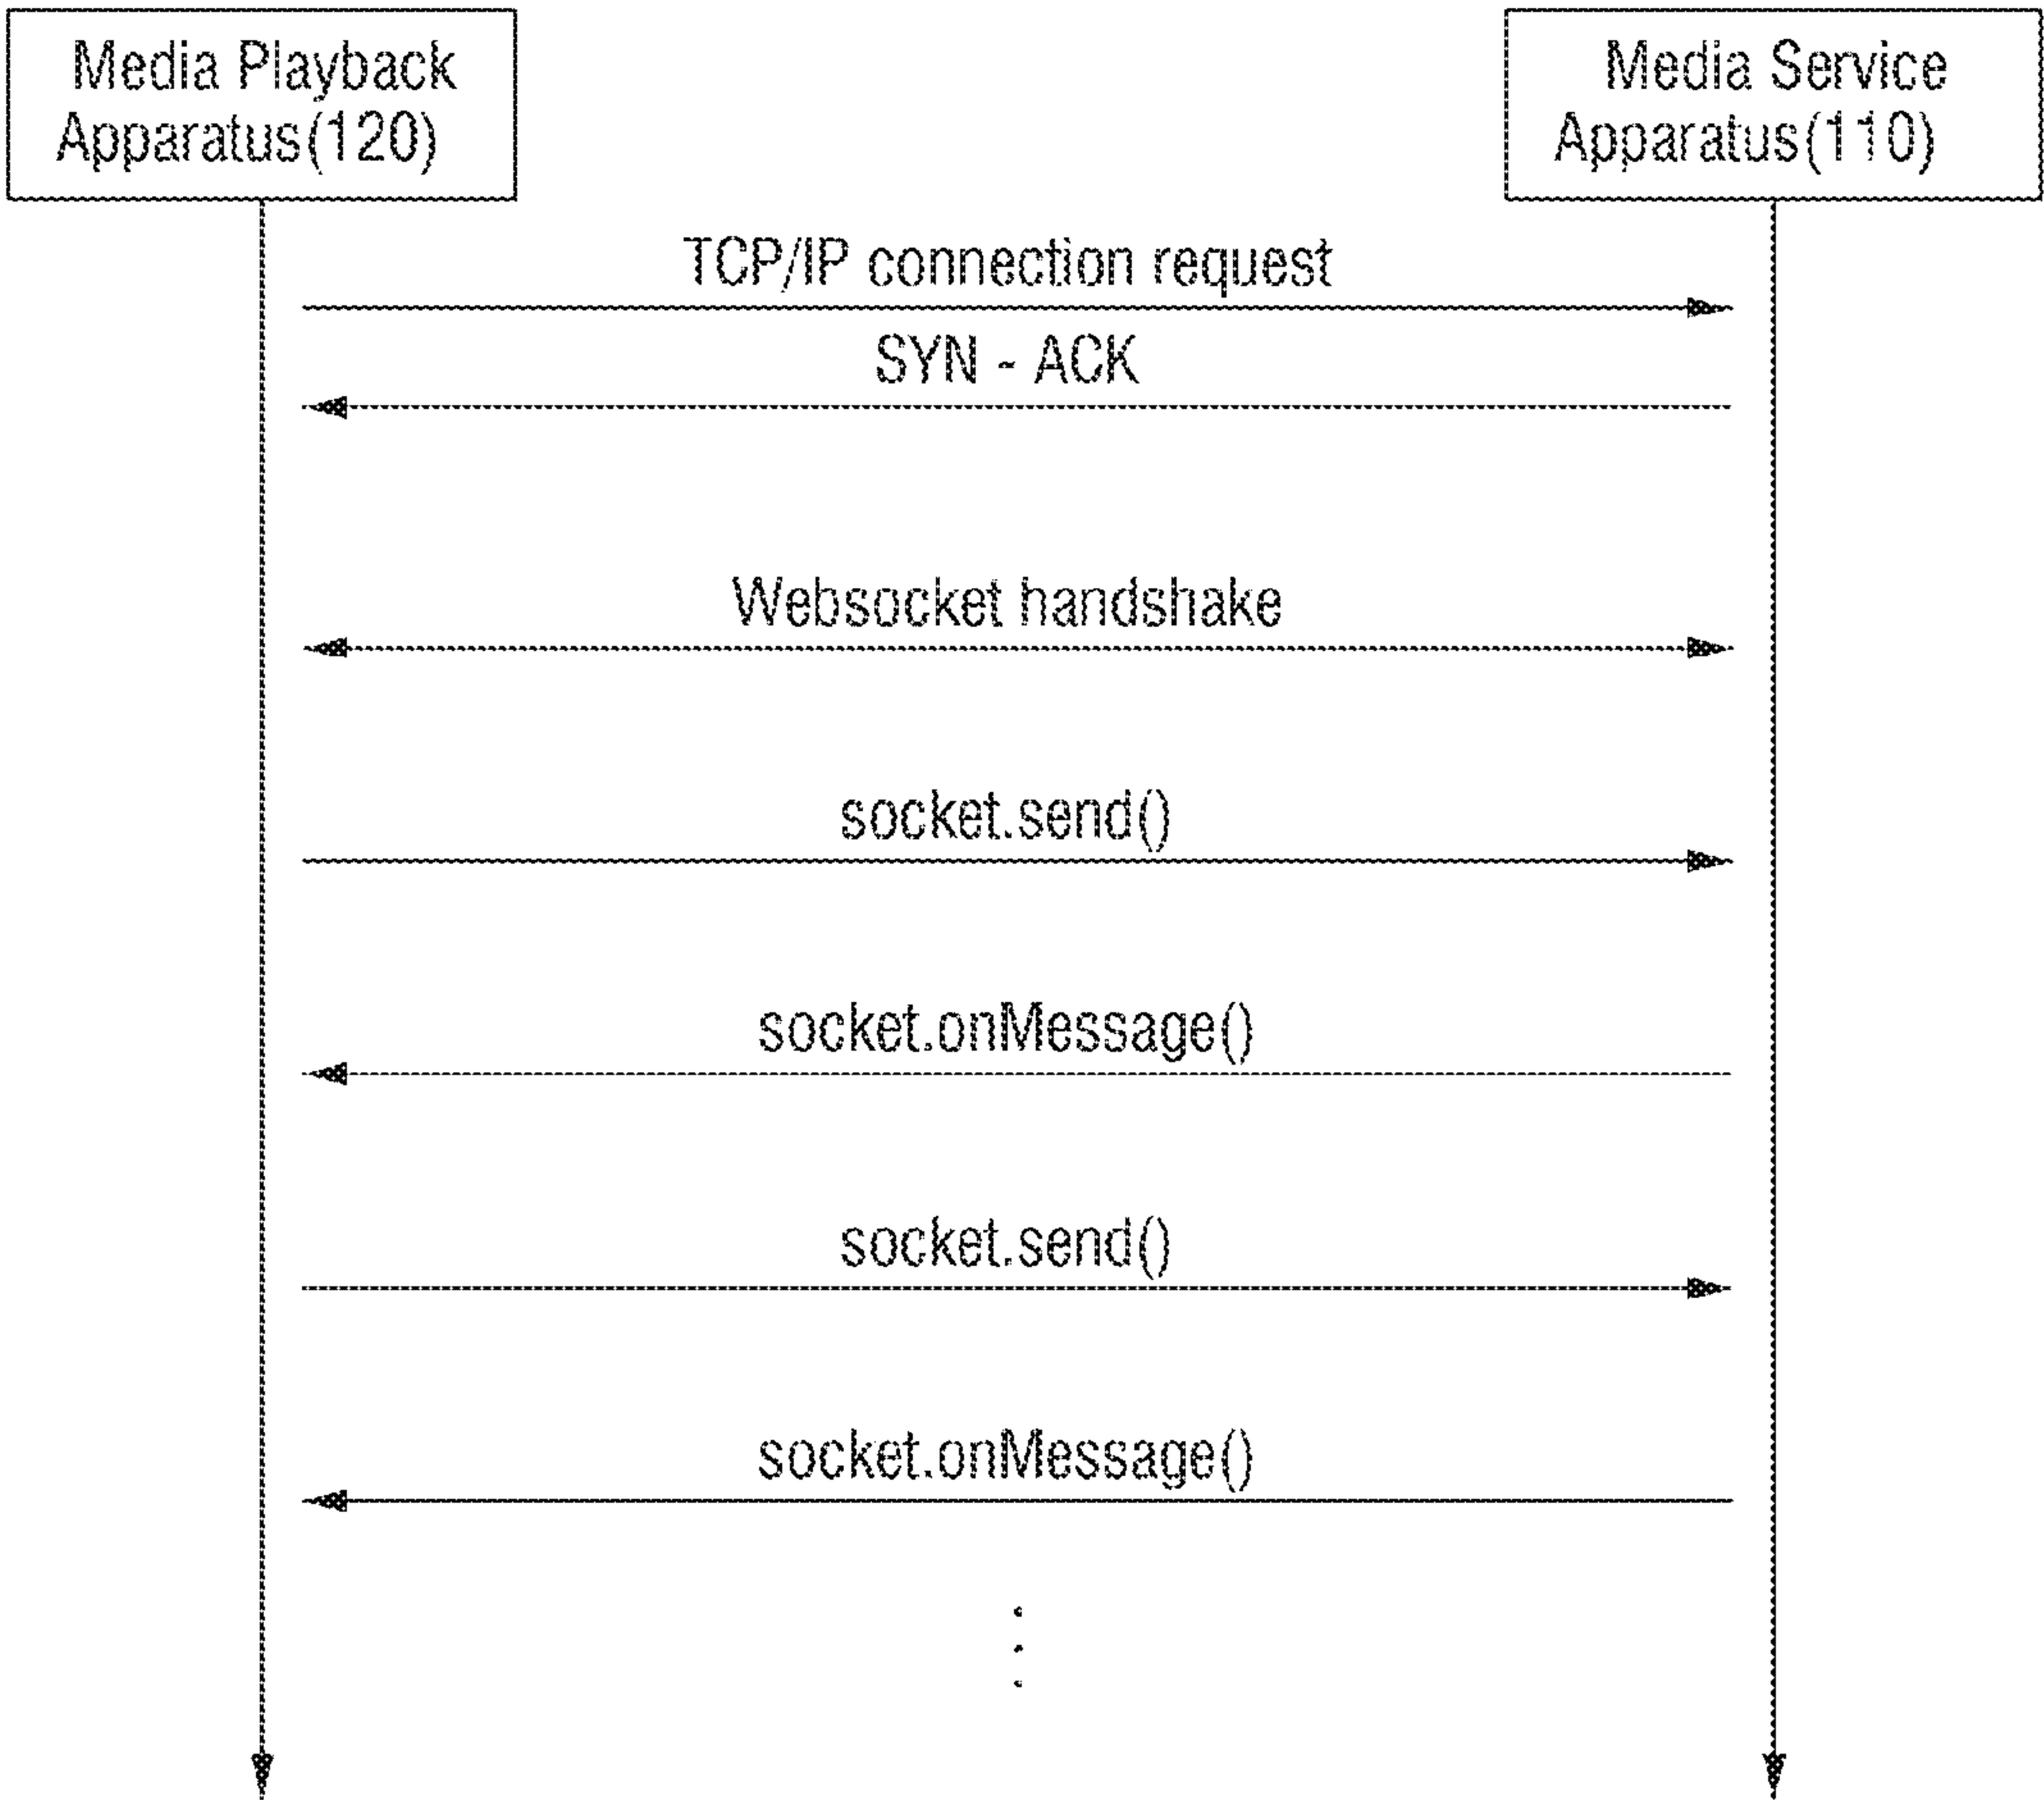 Media Playback
Apparatus(120)
Media Service
Apparatus(110)
TCP/IP connection request
SYN - ACK
Websocket handshake
socket.send()
socket.onMessage()
socket.send()
socket.onMessage()